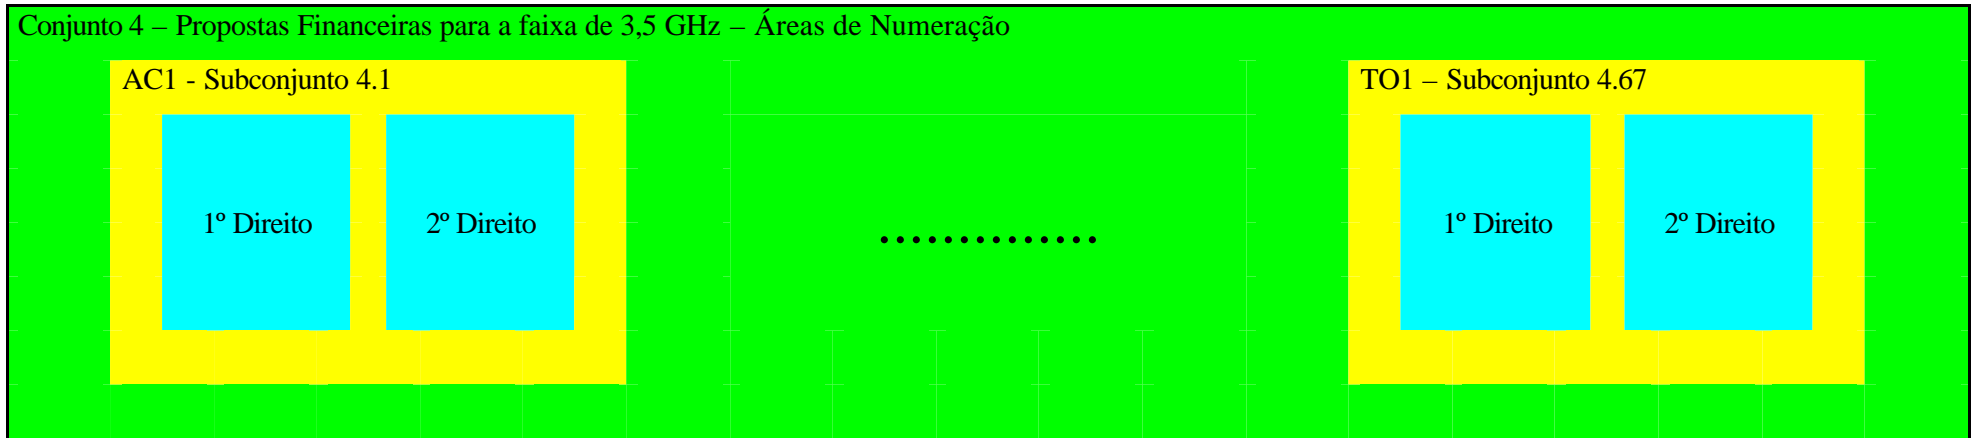 Conjunto 4 – Propostas Financeiras para a faixa de 3,5 GHz – Áreas de Numeração
AC1 - Subconjunto 4.1
TO1 – Subconjunto 4.67
1º Direito
2º Direito
..............
1º Direito
2º Direito